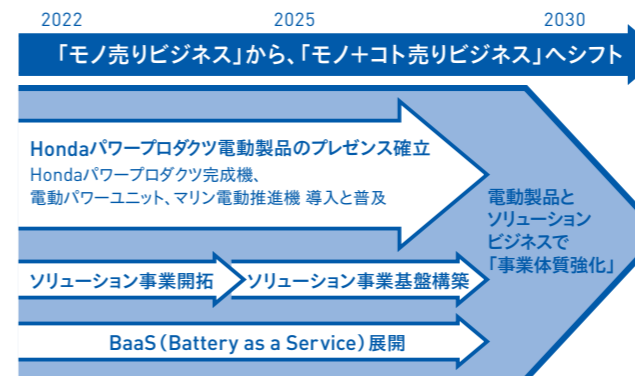 2022 2025 2030
「モノ売りビジネス」から、「モノ+コト売りビジネス」へシフト
Hondaパワープロダクツ電動製品のプレゼンス確立
Hondaパワープロダクツ完成機、
電動パワーユニット、マリン電動推進機 導入と普及
ソリューション事業開拓
ソリューション事業基盤構築
BaaS(Battery as a Service)展開
電動製品と
ソリューション
ビジネスで
「事業体質強化」